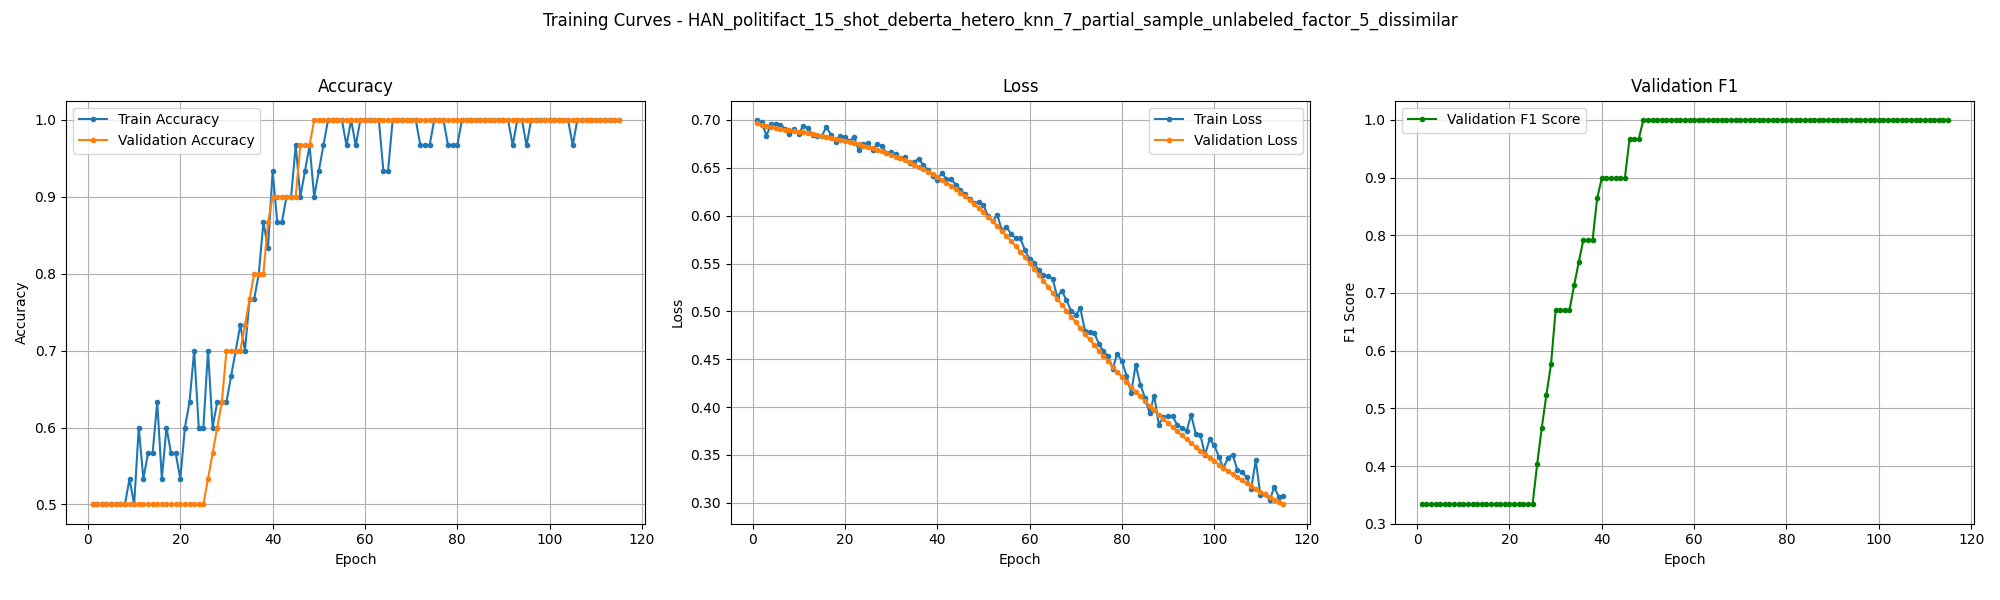 Training Curves - HAN_politifact_15_shot_deberta_hetero_knn_7_partial_sample_unlabeled_factor_5_dissimilar
Accuracy
Train Accuracy
Validation Accuracy
1.0
0.9
0.8
0.7
0.6
0.5
Accuracy
0 20 40 60 80 100 120
Epoch
Loss
Train Loss
Validation Loss
0.70
0.65
0.60
0.55
0.50
0.45
0.40
0.35
0.30
Loss
0 20 40 60 80 100 120
Epoch
Validation F1
Validation F1 Score
1.0
0.9
0.8
0.7
0.6
0.5
0.4
0.3
F1 Score
0 20 40 60 80 100 120
Epoch